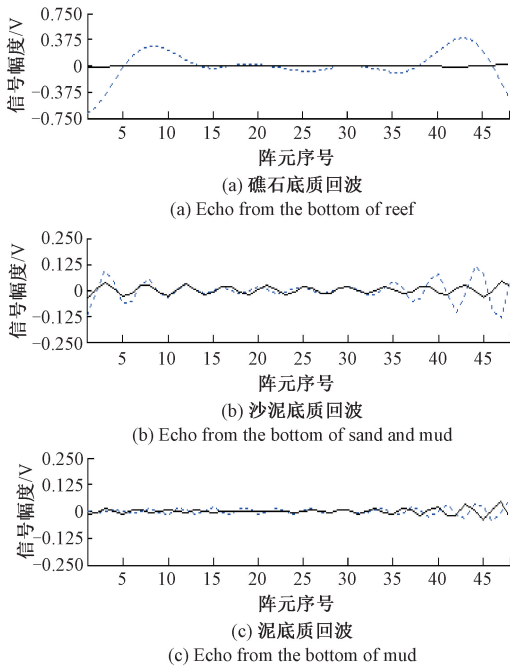 0.750
0.375
0
−0.375
−0.750
信号幅度/V
5 10 15 20 25 30 35 40 45
阵元序号
(a) 礁石底质回波
(a) Echo from the bottom of reef
0.250
0.125
0
−0.125
−0.250
信号幅度/V
5 10 15 20 25 30 35 40 45
阵元序号
(b) 沙泥底质回波
(b) Echo from the bottom of sand and mud
0.250
0.125
0
−0.125
−0.250
信号幅度/V
5 10 15 20 25 30 35 40 45
阵元序号
(c) 泥底质回波
(c) Echo from the bottom of mud